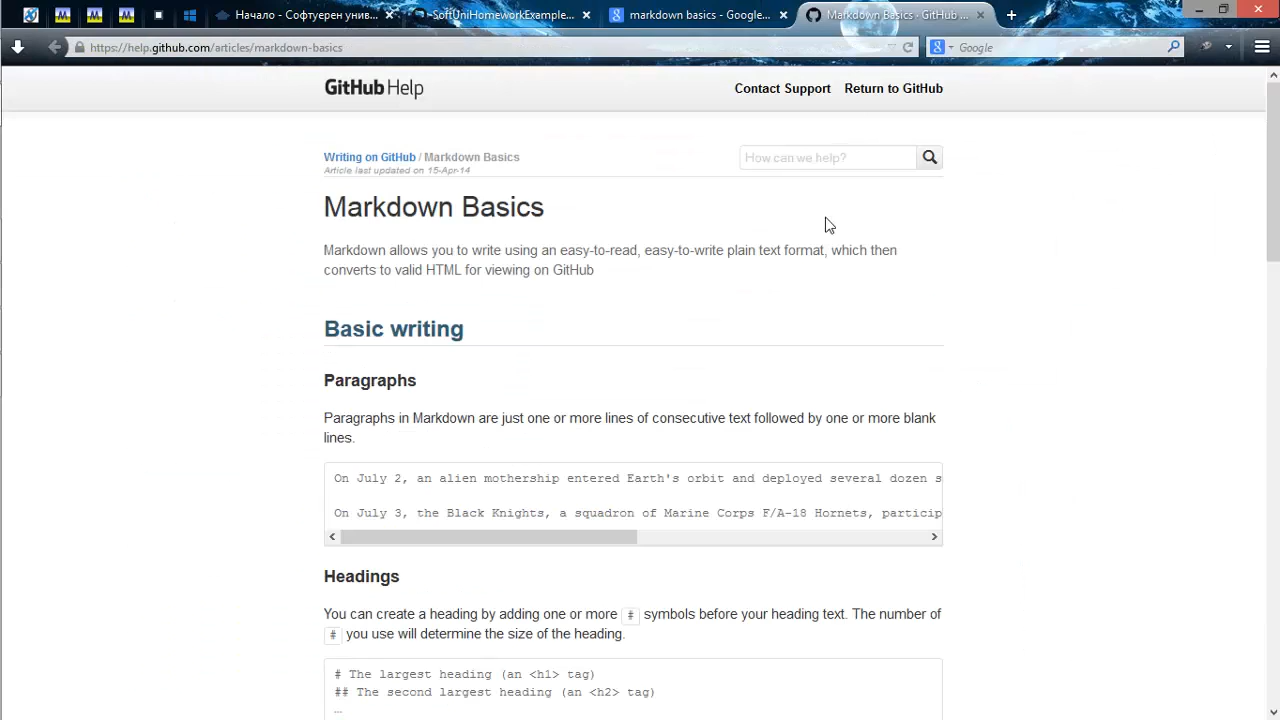 Начало - Софтуерен унив...
SoftUniHomeworkExample...
markdown basics - Google...
Markdown Basics · GitHub ...
https://help.github.com/articles/markdown-basics
Google
GitHub Help
Contact Support
Return to GitHub
Writing on GitHub / Markdown Basics
How can we help?
Article last updated on 15-Apr-14
Markdown Basics
Markdown allows you to write using an easy-to-read, easy-to-write plain text format, which then
converts to valid HTML for viewing on GitHub
Basic writing
Paragraphs
Paragraphs in Markdown are just one or more lines of consecutive text followed by one or more blank
lines.
On July 2, an alien mothership entered Earth's orbit and deployed several dozen s
On July 3, the Black Knights, a squadron of Marine Corps F/A-18 Hornets, particip
Headings
You can create a heading by adding one or more # symbols before your heading text. The number of
# you use will determine the size of the heading.
# The largest heading (an <h1> tag)
## The second largest heading (an <h2> tag)
…